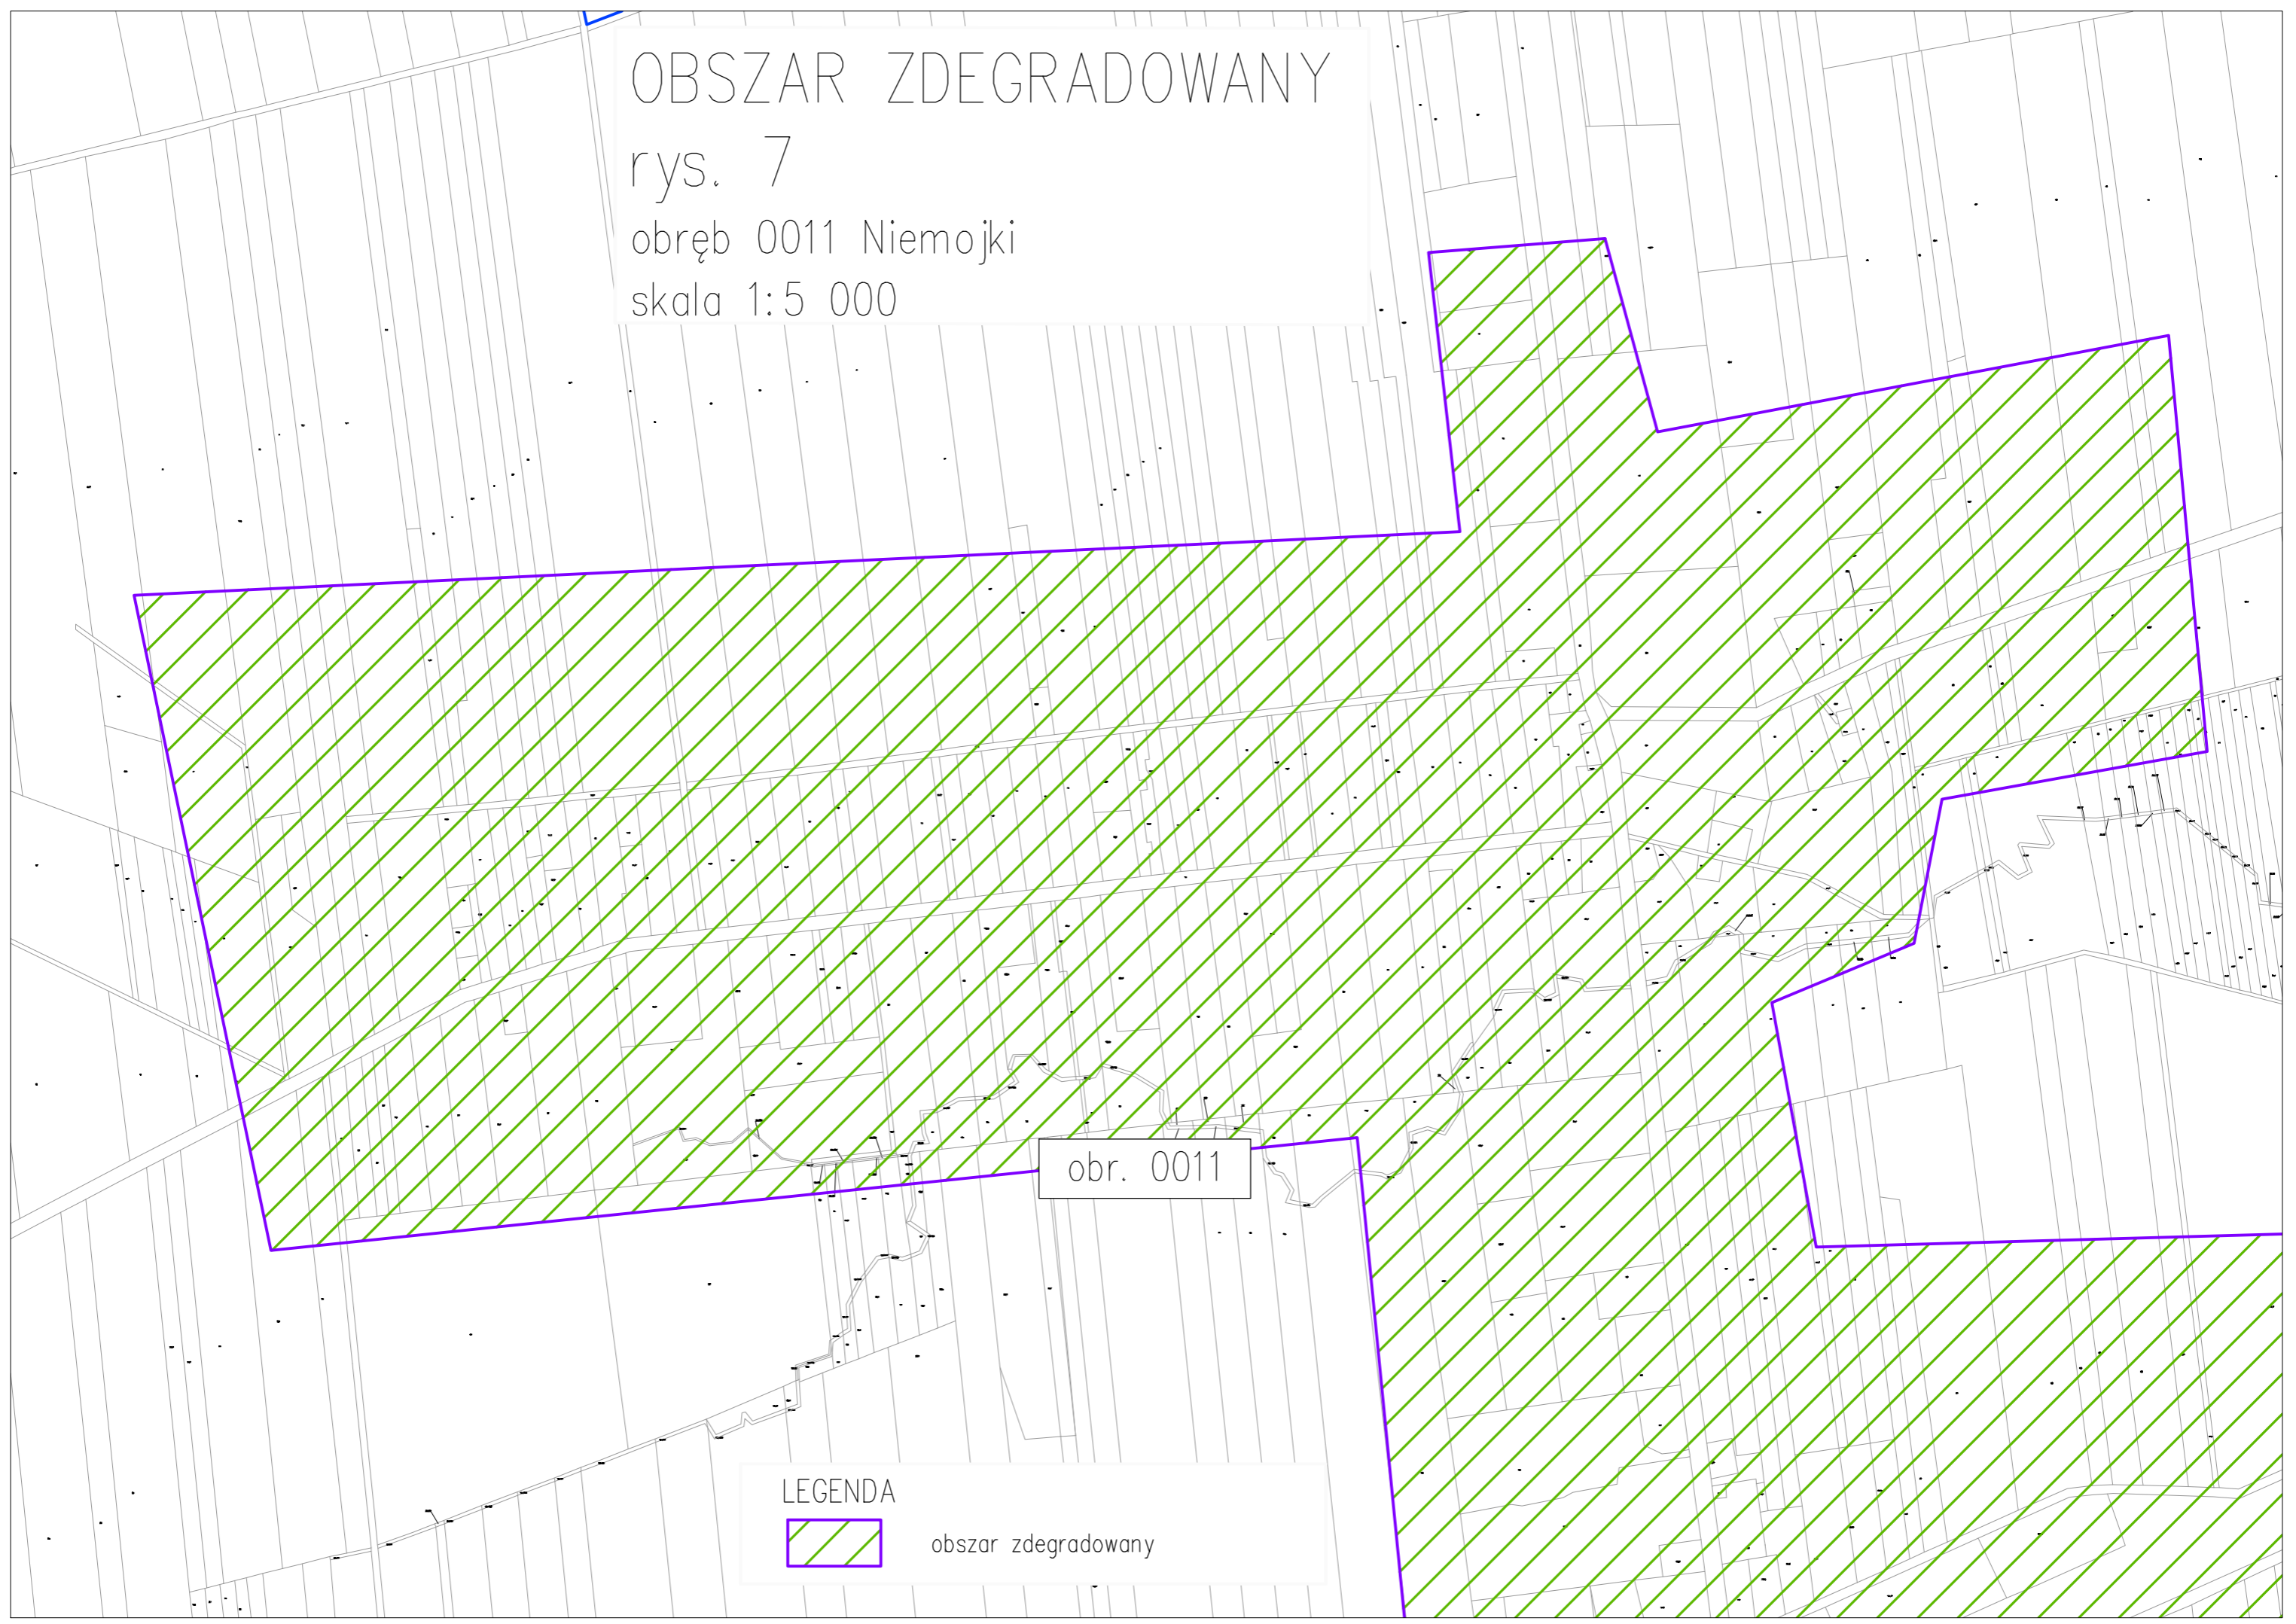 OBSZAR ZDEGRADOWANY
rys. 7
obręb 0011 Niemojki
skala 1:5 000
obr. 0011
LEGENDA
obszar zdegradowany